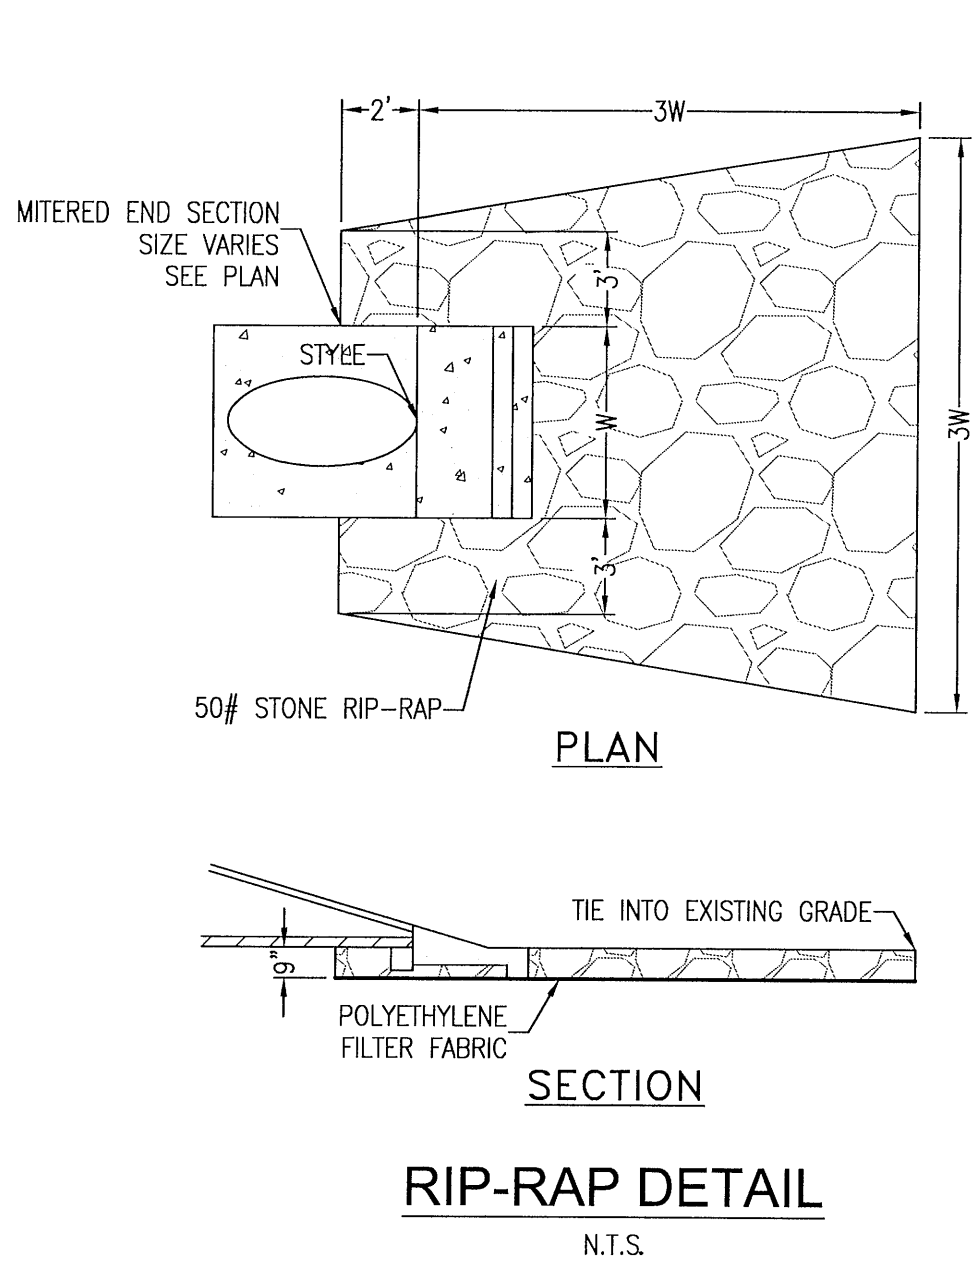 2'
3W
MITERED END SECTION
SIZE VARIES
SEE PLAN
3'
STYLE
W
3W
3'
50# STONE RIP-RAP
PLAN
TIE INTO EXISTING GRADE
9"
POLYETHYLENE
FILTER FABRIC
SECTION
RIP-RAP DETAIL
N.T.S.